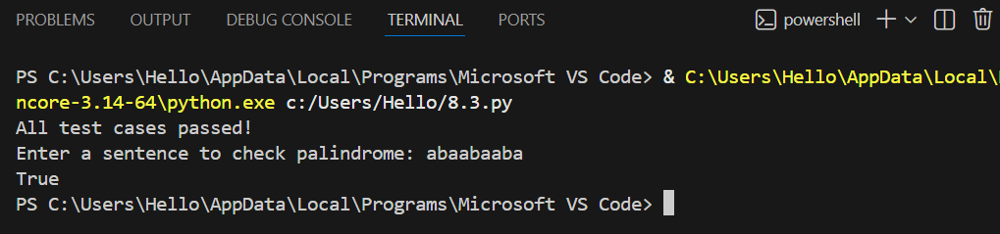 PROBLEMS OUTPUT DEBUG CONSOLE TERMINAL PORTS powershell
PS C:\Users\Hello\AppData\Local\Programs\Microsoft VS Code> & C:\Users\Hello\AppData\Local\
ncore-3.14-64\python.exe c:/Users/Hello/8.3.py
All test cases passed!
Enter a sentence to check palindrome: abaabaaba
True
PS C:\Users\Hello\AppData\Local\Programs\Microsoft VS Code>